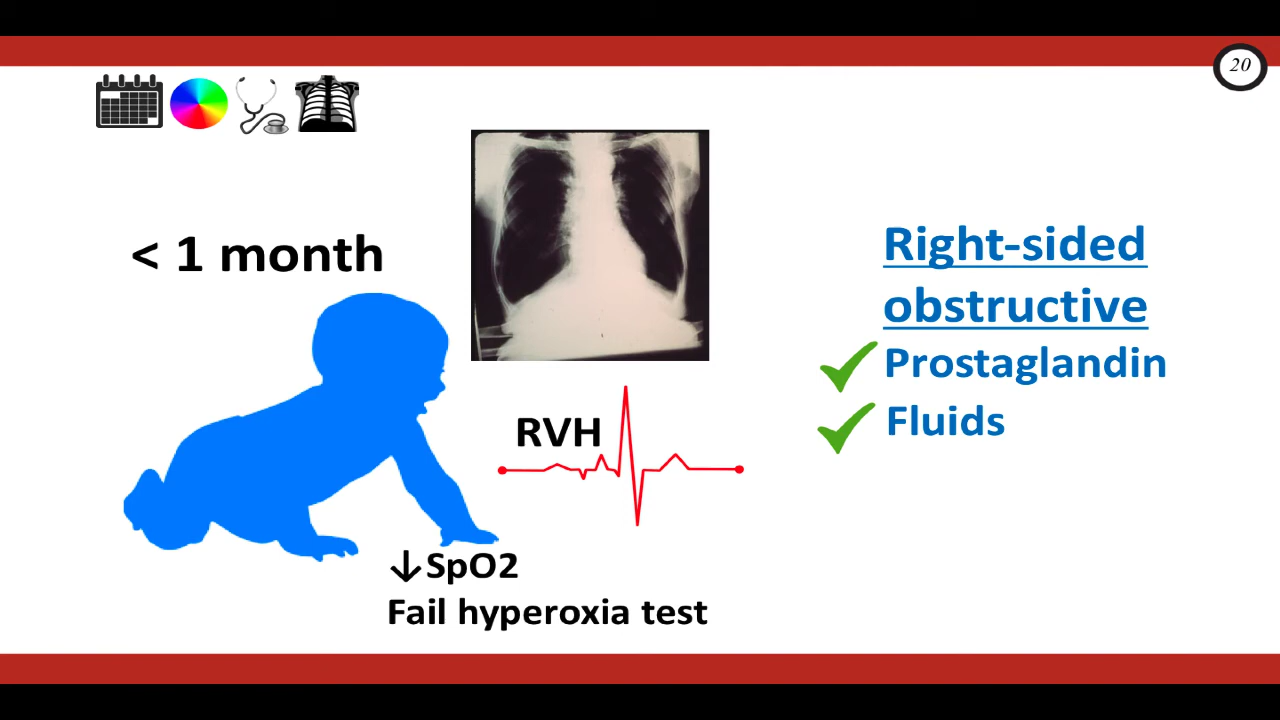 20
< 1 month
Right-sided
obstructive
Prostaglandin
Fluids
RVH
↓SpO2
Fail hyperoxia test